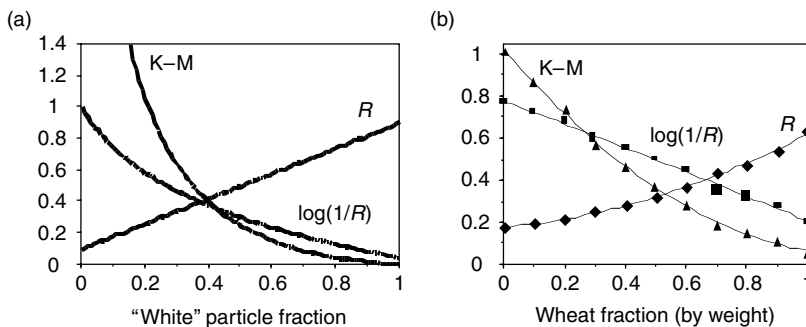 (a)
1.4
1.2
1
0.8
0.6
0.4
0.2
0
K–M
R
log(1/R)
0 0.2 0.4 0.6 0.8 1
“White” particle fraction
(b)
1
0.8
0.6
0.4
0.2
0
K–M
log(1/R)
R
0 0.2 0.4 0.6 0.8 1
Wheat fraction (by weight)